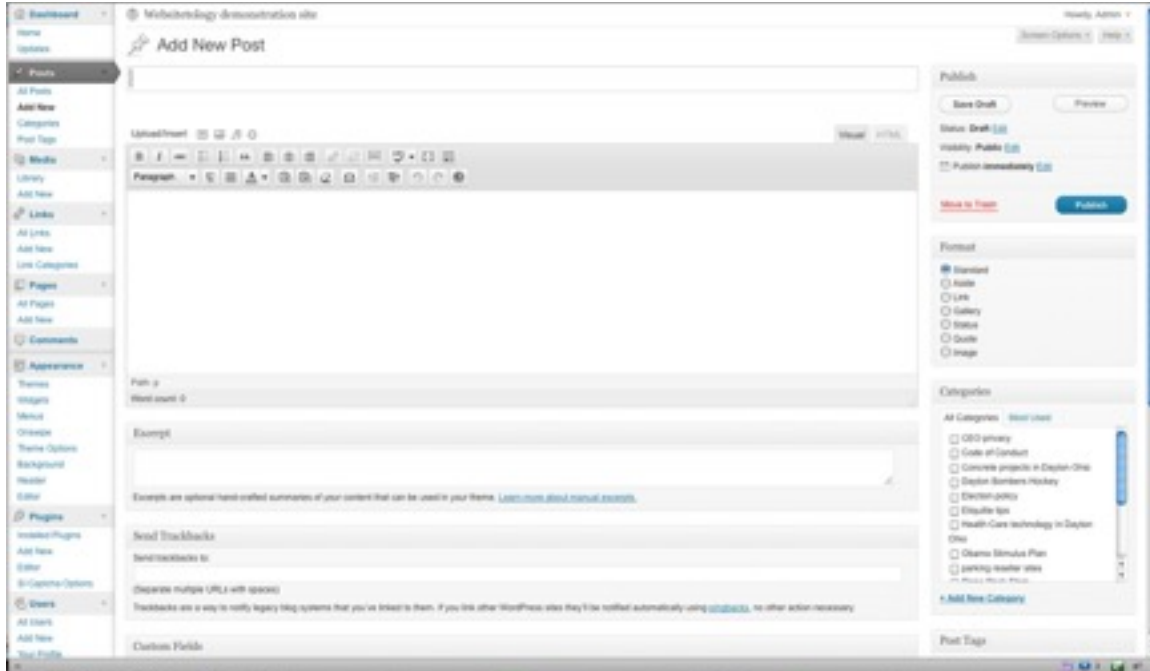 Dashboard
Home
Updates
Posts
All Posts
Add New
Categories
Post Tags
Media
Library
Add New
Links
All Links
Add New
Link Categories
Pages
All Pages
Add New
Comments
Appearance
Themes
Widgets
Menus
Onswipe
Theme Options
Background
Header
Editor
Plugins
Installed Plugins
Add New
Editor
SI Captcha Options
Users
All Users
Add New
Your Profile
Websitetology demonstration site
Howdy, Admin
Add New Post
Screen Options
Help
Upload/Insert
Visual HTML
Paragraph
Path: p
Word count: 0
Excerpt
Excerpts are optional hand-crafted summaries of your content that can be used in your theme. Learn more about manual excerpts.
Send Trackbacks
Send trackbacks to:
(Separate multiple URLs with spaces)
Trackbacks are a way to notify legacy blog systems that you've linked to them. If you link other WordPress sites they'll be notified automatically using pingbacks, no other action necessary.
Custom Fields
Publish
Save Draft Preview
Status: Draft Edit
Visibility: Public Edit
Publish immediately Edit
Move to Trash Publish
Format
Standard
Aside
Link
Gallery
Status
Quote
Image
Categories
All Categories Most Used
CEO privacy
Code of Conduct
Concrete projects in Dayton Ohio
Dayton Bombers Hockey
Election policy
Etiquitte tips
Health Care technology in Dayton
Ohio
Obama Stimulus Plan
parking reseller sites
+ Add New Category
Post Tags